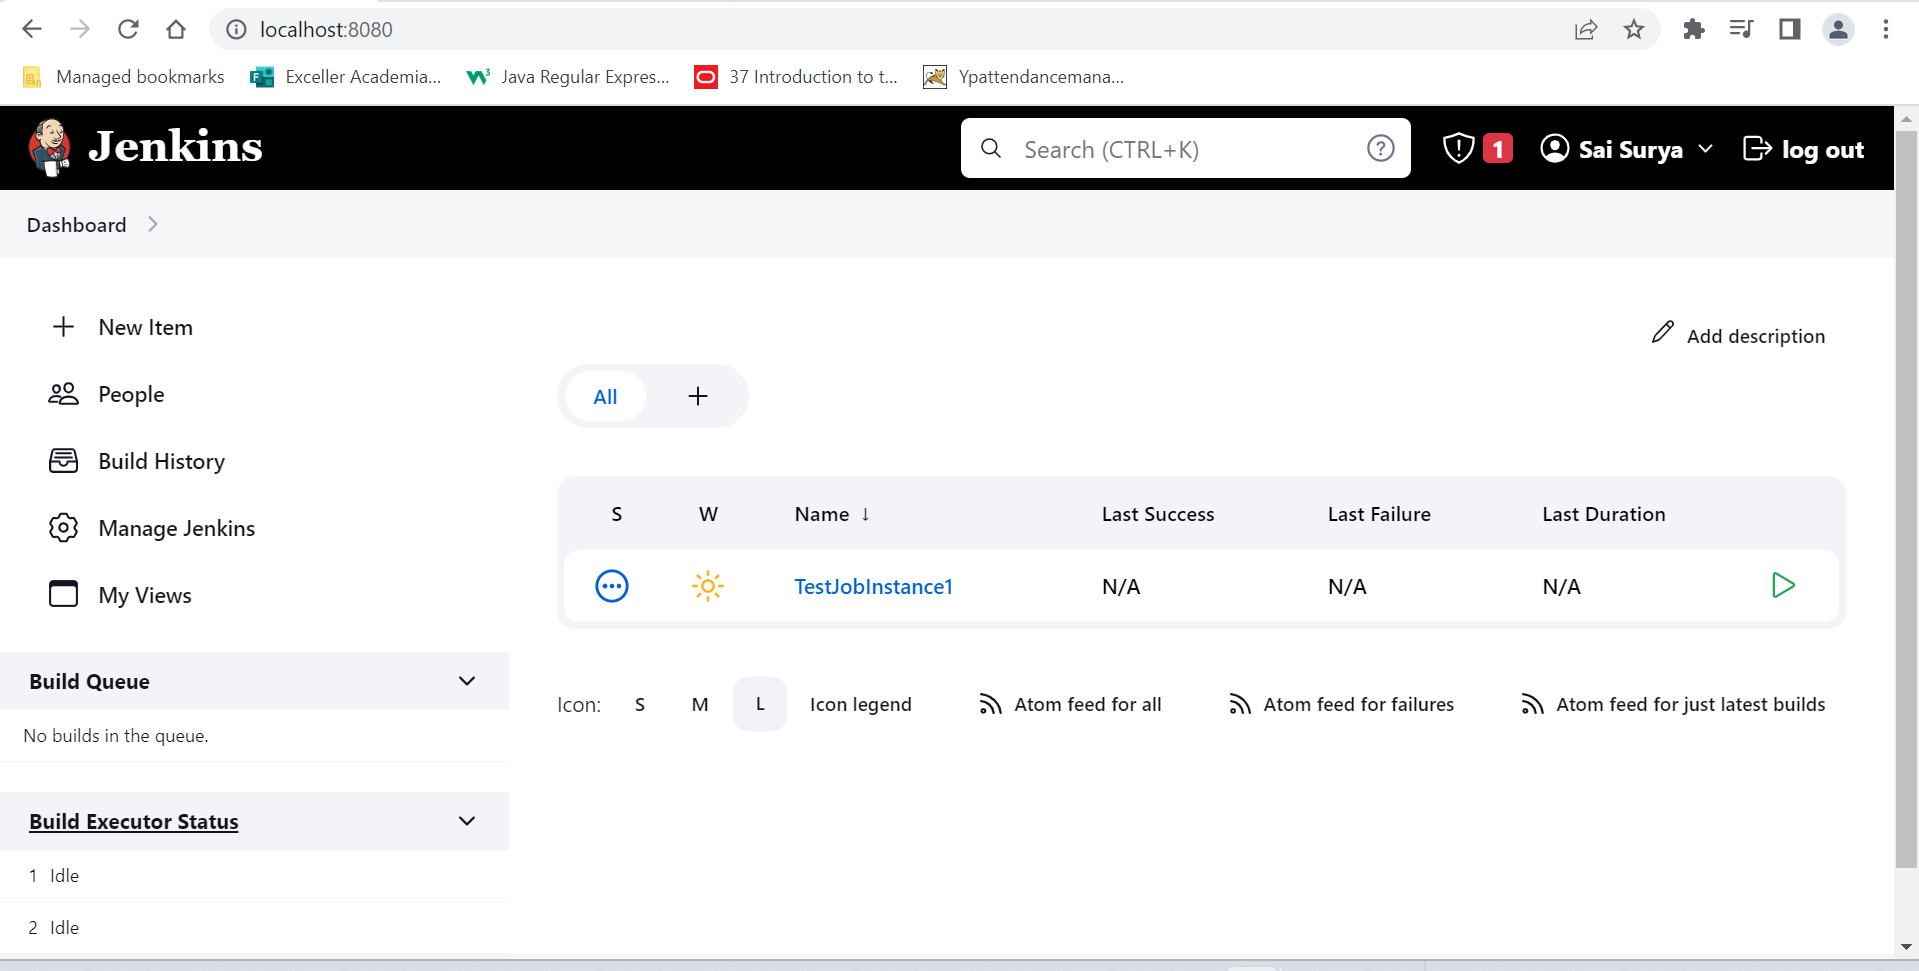 localhost:8080
Managed bookmarks Exceller Academia... Java Regular Expres... 37 Introduction to t... Ypattendancemana...
Jenkins Search (CTRL+K) 1 Sai Surya log out
Dashboard
New Item
Add description
People
All
Build History
Manage Jenkins
My Views
S W Name ↓ Last Success Last Failure Last Duration
TestJobInstance1 N/A N/A N/A
Build Queue
No builds in the queue.
Icon: S M L Icon legend Atom feed for all Atom feed for failures Atom feed for just latest builds
Build Executor Status
1 Idle
2 Idle